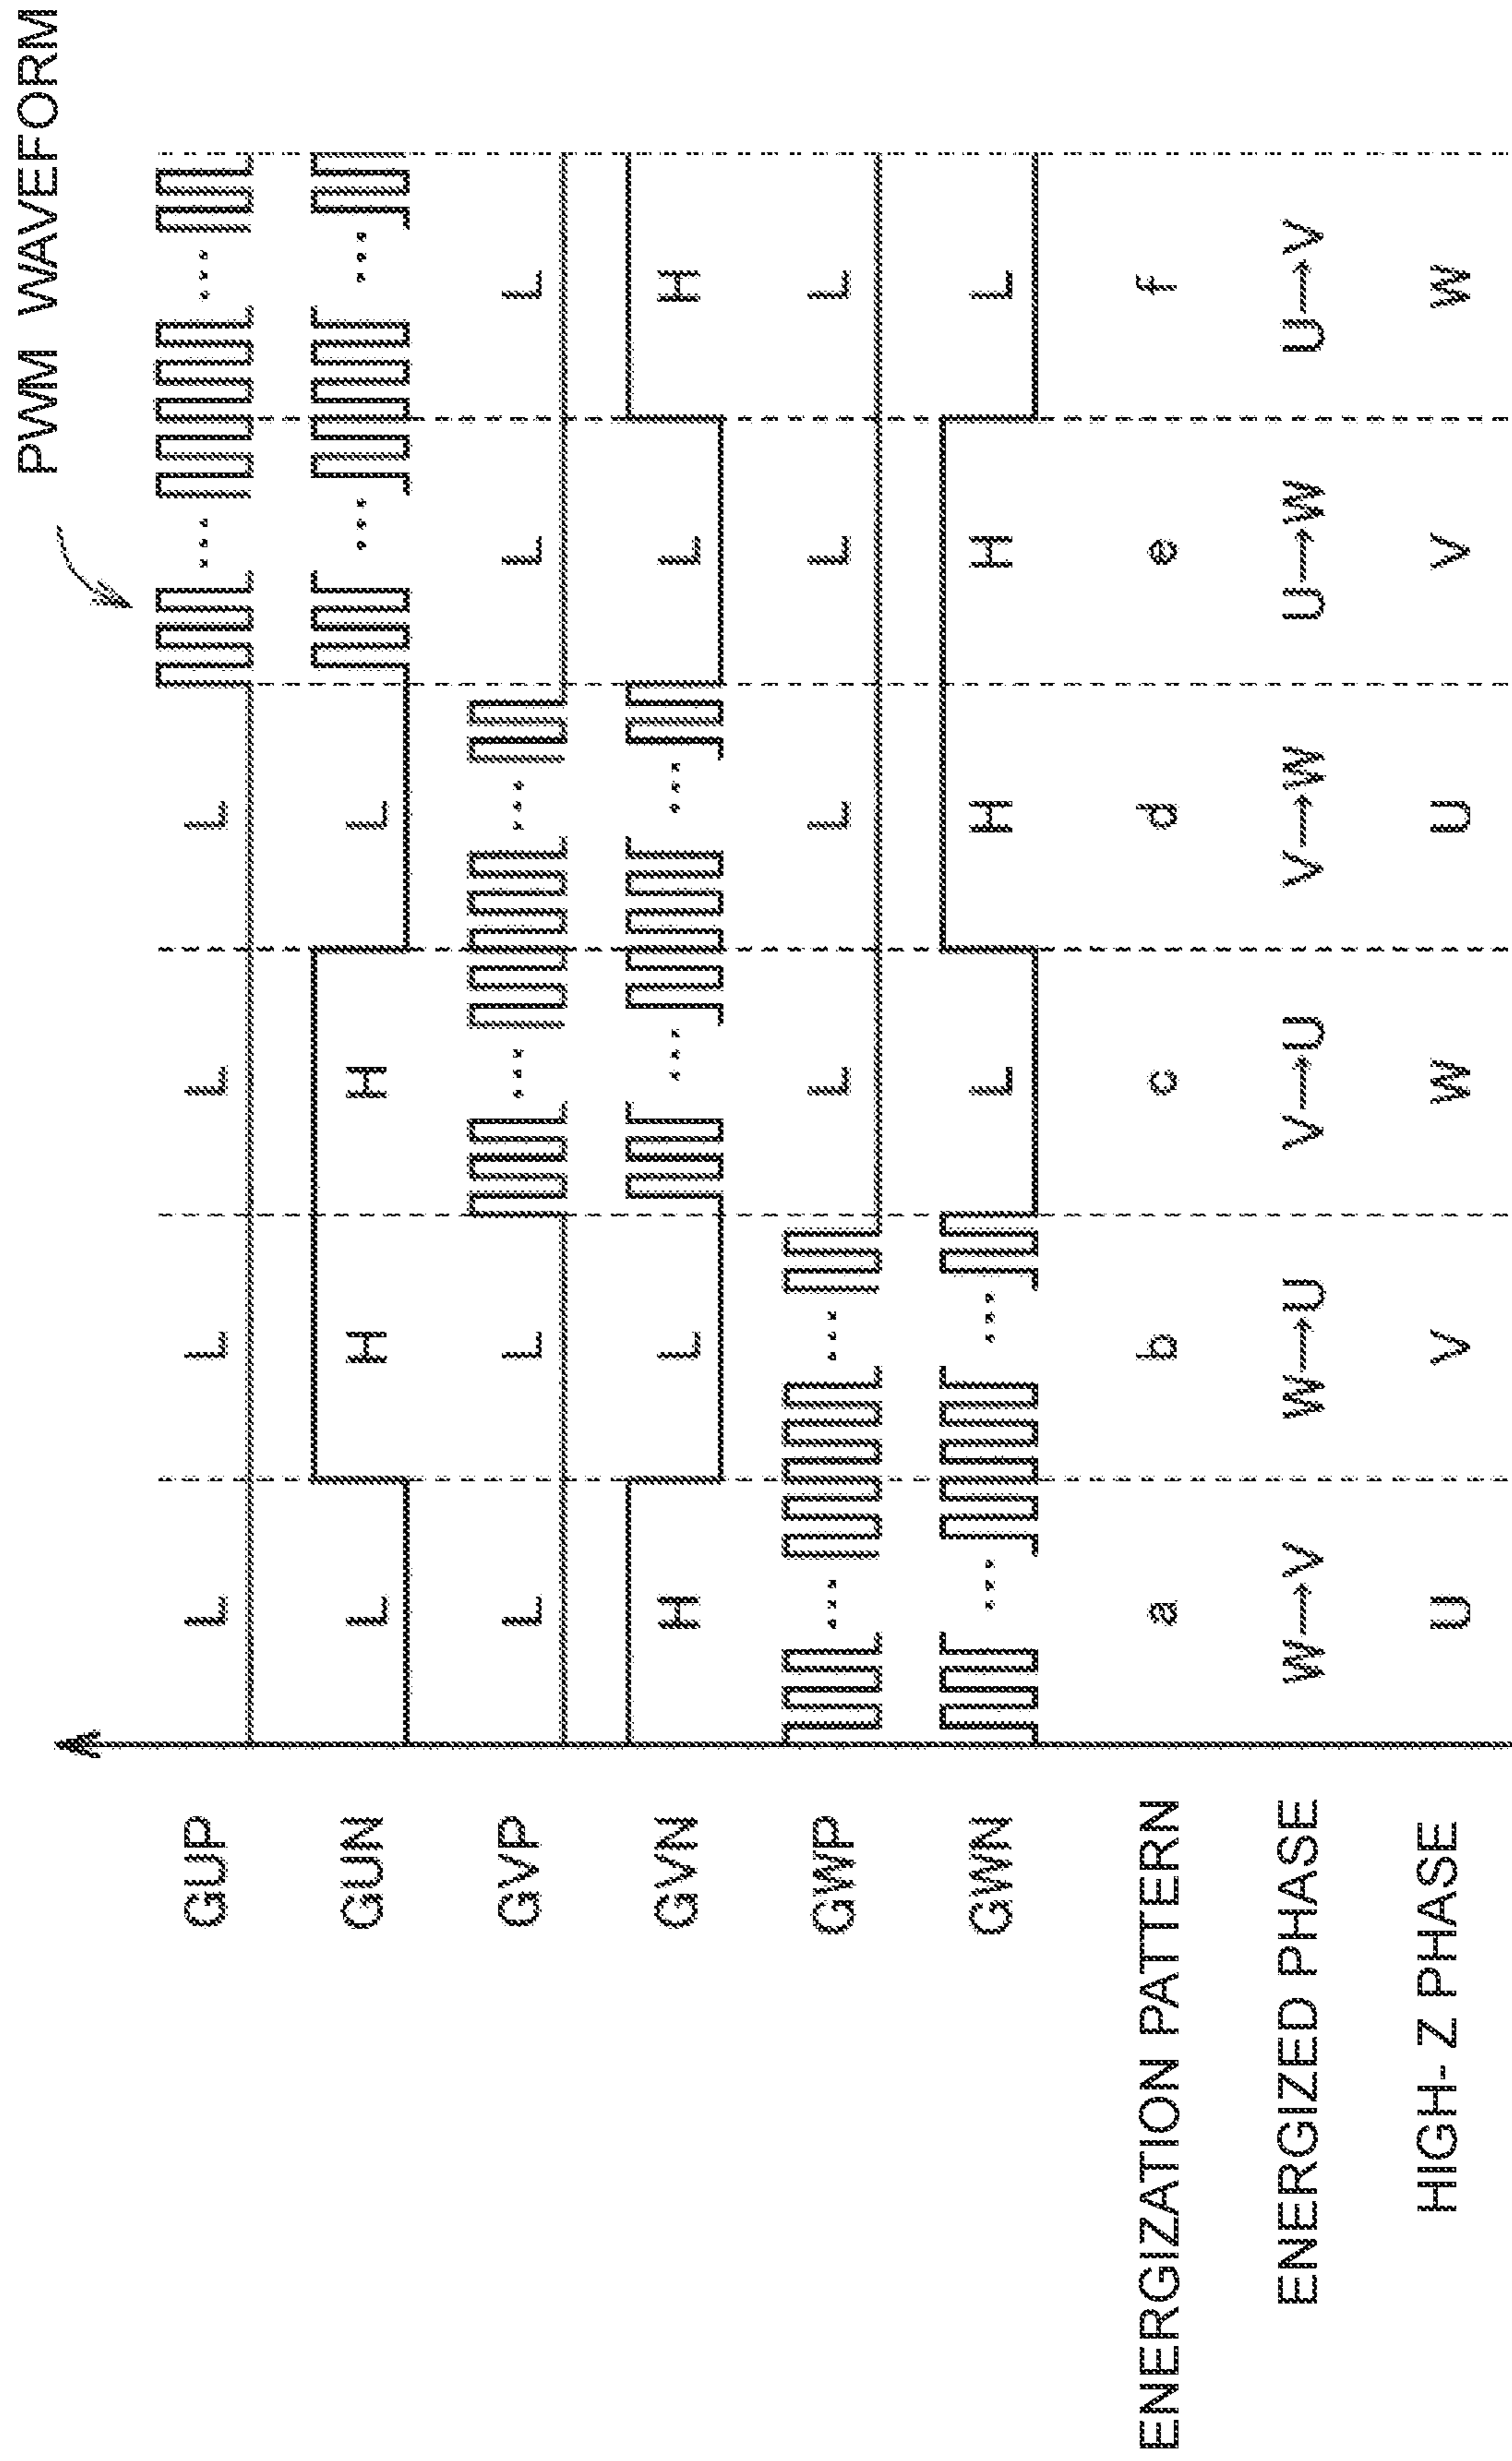 PWM WAVEFORM
GUP L L L L
GUN L H H L
GVP L L L L
GVN H L L H
GWP L L L L
GWN L H H L
ENERGIZATION PATTERN a b c d e f
ENERGIZED PHASE W→V W→U V→U V→W U→W U→V
HIGH- Z PHASE U V W U V W